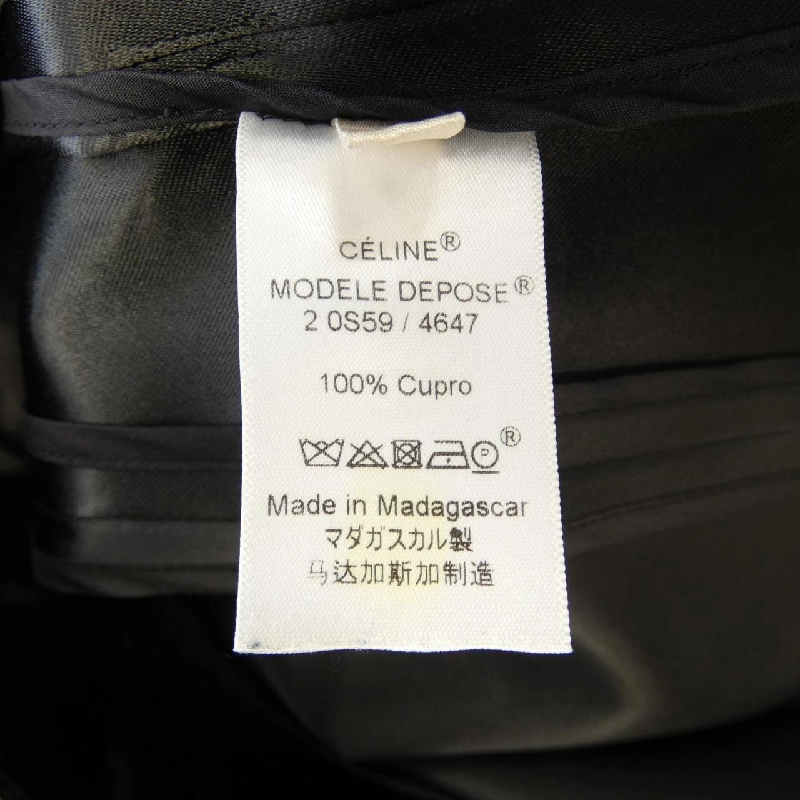 CÉLINE®
MODELE DEPOSE®
2 0S59 / 4647
100% Cupro
P ®
Made in Madagascar
マダガスカル製
马达加斯加制造